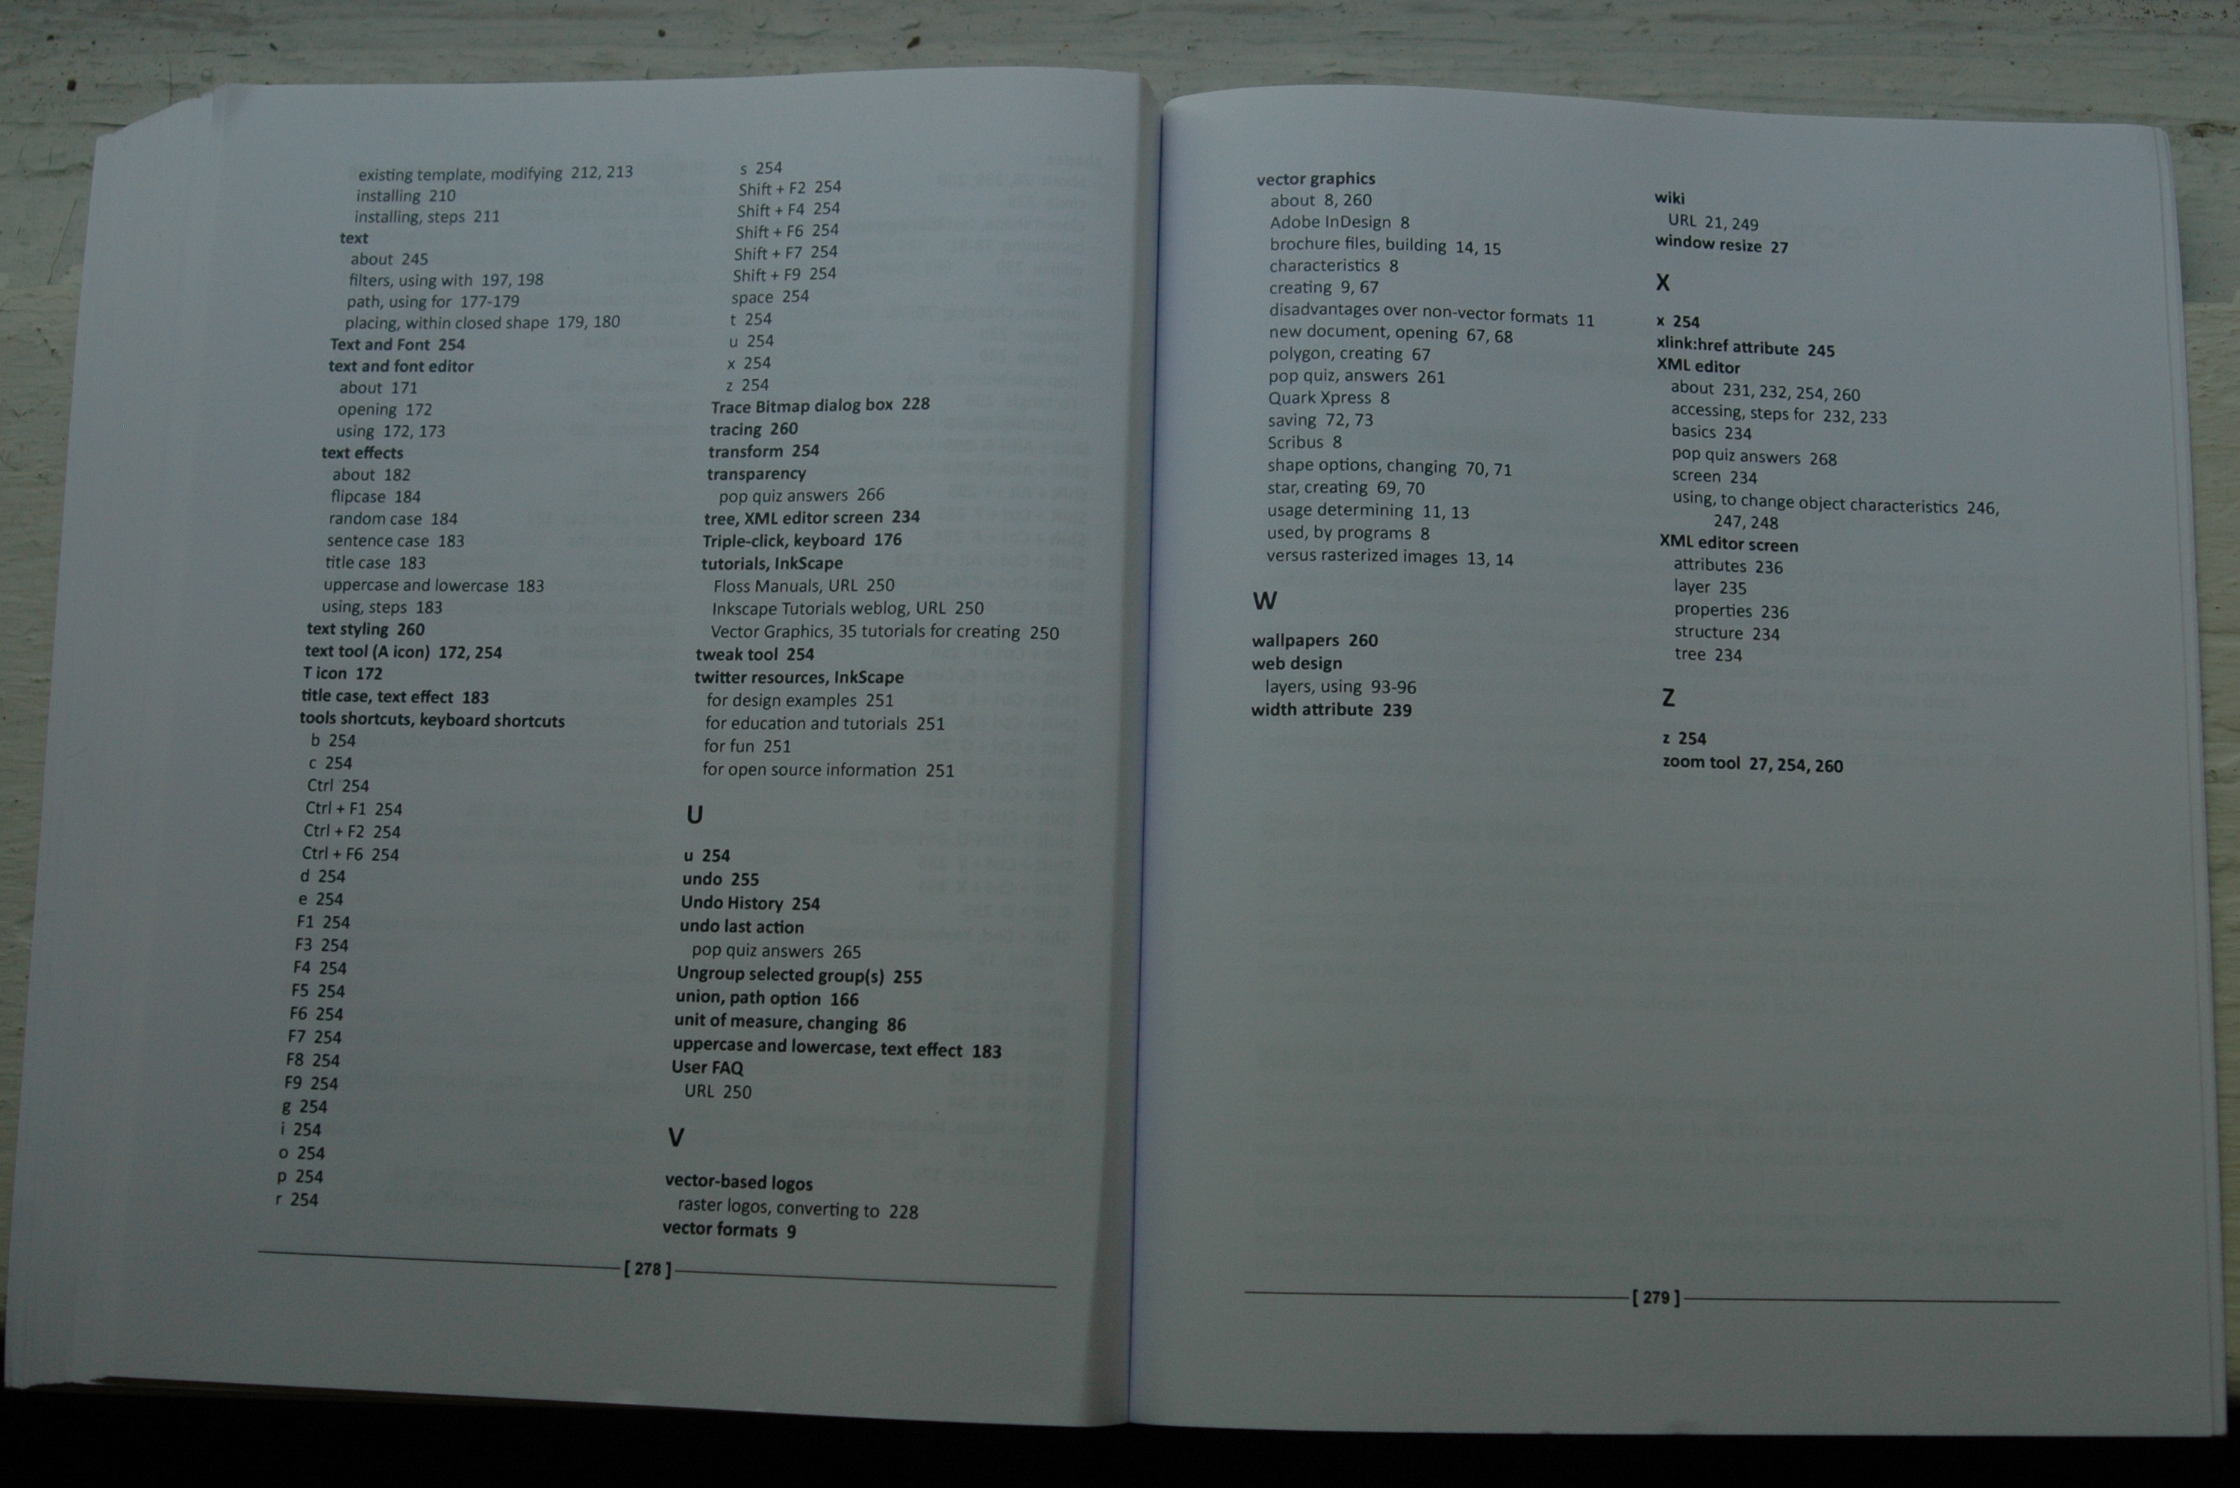 existing template, modifying 212, 213
installing 210
installing, steps 211
text
about 245
filters, using with 197, 198
path, using for 177-179
placing, within closed shape 179, 180
Text and Font 254
text and font editor
about 171
opening 172
using 172, 173
text effects
about 182
flipcase 184
random case 184
sentence case 183
title case 183
uppercase and lowercase 183
using, steps 183
text styling 260
text tool (A icon) 172, 254
T icon 172
title case, text effect 183
tools shortcuts, keyboard shortcuts
b 254
c 254
Ctrl 254
Ctrl + F1 254
Ctrl + F2 254
Ctrl + F6 254
d 254
e 254
F1 254
F3 254
F4 254
F5 254
F6 254
F7 254
F8 254
F9 254
g 254
i 254
o 254
p 254
r 254
s 254
Shift + F2 254
Shift + F4 254
Shift + F6 254
Shift + F7 254
Shift + F9 254
space 254
t 254
u 254
x 254
z 254
Trace Bitmap dialog box 228
tracing 260
transform 254
transparency
pop quiz answers 266
tree, XML editor screen 234
Triple-click, keyboard 176
tutorials, InkScape
Floss Manuals, URL 250
Inkscape Tutorials weblog, URL 250
Vector Graphics, 35 tutorials for creating 250
tweak tool 254
twitter resources, InkScape
for design examples 251
for education and tutorials 251
for fun 251
for open source information 251
U
u 254
undo 255
Undo History 254
undo last action
pop quiz answers 265
Ungroup selected group(s) 255
union, path option 166
unit of measure, changing 86
uppercase and lowercase, text effect 183
User FAQ
URL 250
V
vector-based logos
raster logos, converting to 228
vector formats 9
[ 278 ]
vector graphics
about 8, 260
Adobe InDesign 8
brochure files, building 14, 15
characteristics 8
creating 9, 67
disadvantages over non-vector formats 11
new document, opening 67, 68
polygon, creating 67
pop quiz, answers 261
Quark Xpress 8
saving 72, 73
Scribus 8
shape options, changing 70, 71
star, creating 69, 70
usage determining 11, 13
used, by programs 8
versus rasterized images 13, 14
W
wallpapers 260
web design
layers, using 93-96
width attribute 239
wiki
URL 21, 249
window resize 27
X
x 254
xlink:href attribute 245
XML editor
about 231, 232, 254, 260
accessing, steps for 232, 233
basics 234
pop quiz answers 268
screen 234
using, to change object characteristics 246,
247, 248
XML editor screen
attributes 236
layer 235
properties 236
structure 234
tree 234
Z
z 254
zoom tool 27, 254, 260
[ 279 ]